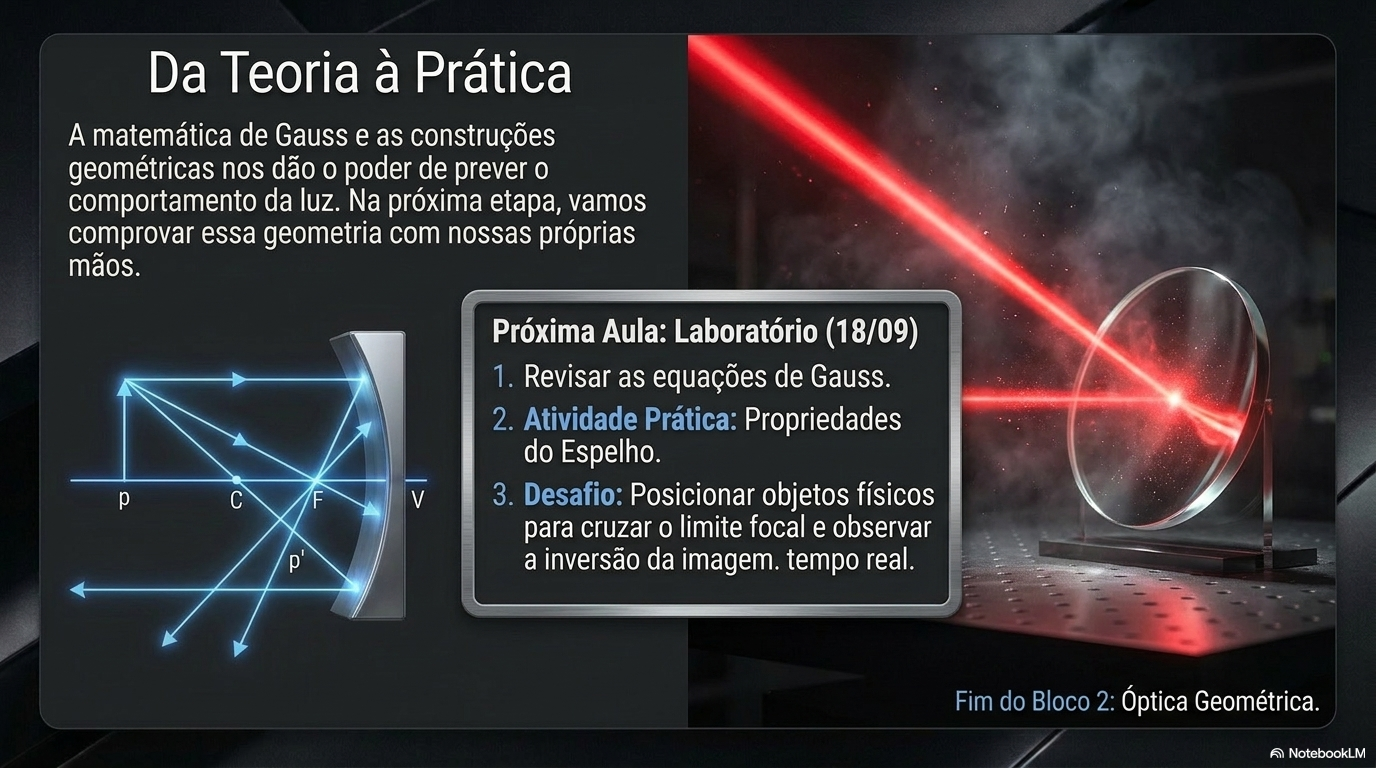 Da Teoria à Prática
A matemática de Gauss e as construções
geométricas nos dão o poder de prever o
comportamento da luz. Na próxima etapa, vamos
comprovar essa geometria com nossas próprias
mãos.
p
C
F
V
p'
Próxima Aula: Laboratório (18/09)
1. Revisar as equações de Gauss.
2. Atividade Prática: Propriedades
do Espelho.
3. Desafio: Posicionar objetos físicos
para cruzar o limite focal e observar
a inversão da imagem. tempo real.
Fim do Bloco 2: Óptica Geométrica.
NotebookLM